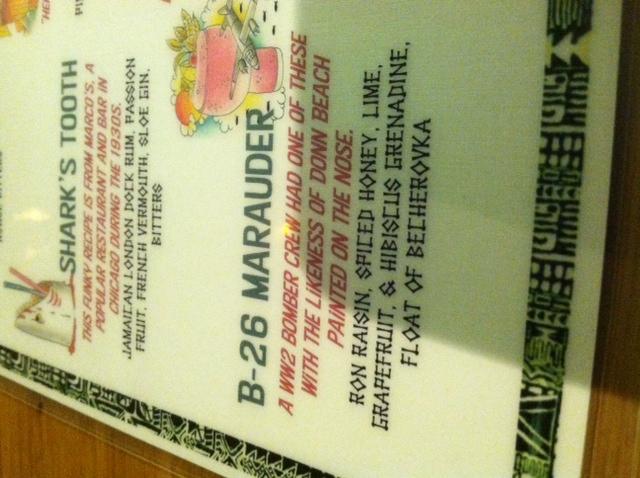 SHARK'S TOOTH
THIS FUNKY RECIPE IS FROM MARCO'S, A
POPULAR RESTAURANT AND BAR IN
CHICAGO DURING THE 1930S.
JAMAICAN LONDON DOCK RUM, PASSION
FRUIT, FRENCH VERMOUTH, SLOE GIN,
BITTERS
B-26 MARAUDER
A WW2 BOMBER CREW HAD ONE OF THESE
WITH THE LIKENESS OF DONN BEACH
PAINTED ON THE NOSE.
RON RAISIN, SPICED HONEY, LIME,
GRAPEFRUIT, & HIBISCUS GRENADINE,
FLOAT OF BECHEROVKA